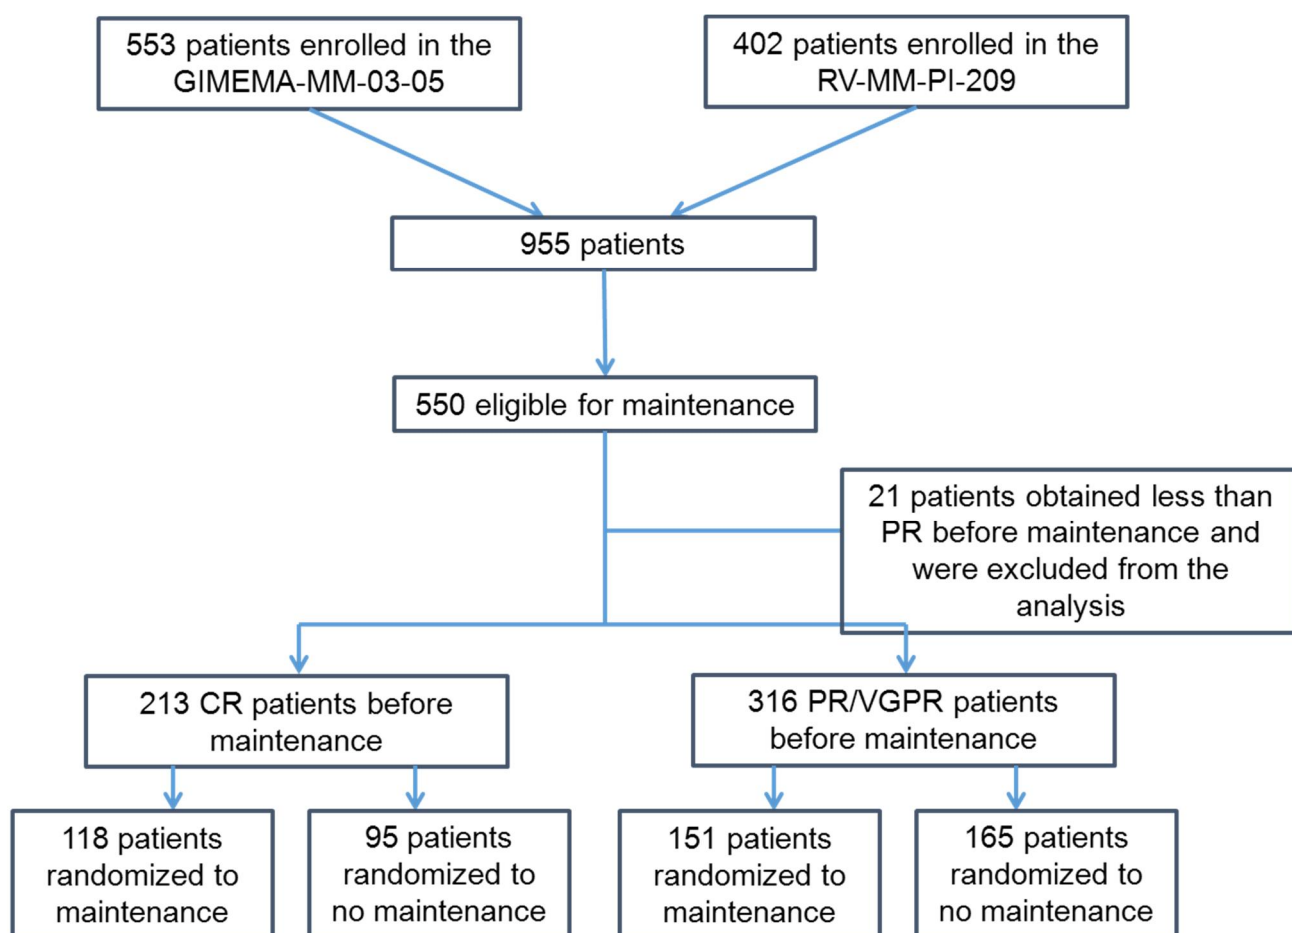 553 patients enrolled in the
GIMEMA-MM-03-05
402 patients enrolled in the
RV-MM-PI-209
955 patients
550 eligible for maintenance
21 patients obtained less than
PR before maintenance and
were excluded from the
analysis
213 CR patients before
maintenance
316 PR/VGPR patients
before maintenance
118 patients
randomized to
maintenance
95 patients
randomized to
no maintenance
151 patients
randomized to
maintenance
165 patients
randomized to
no maintenance